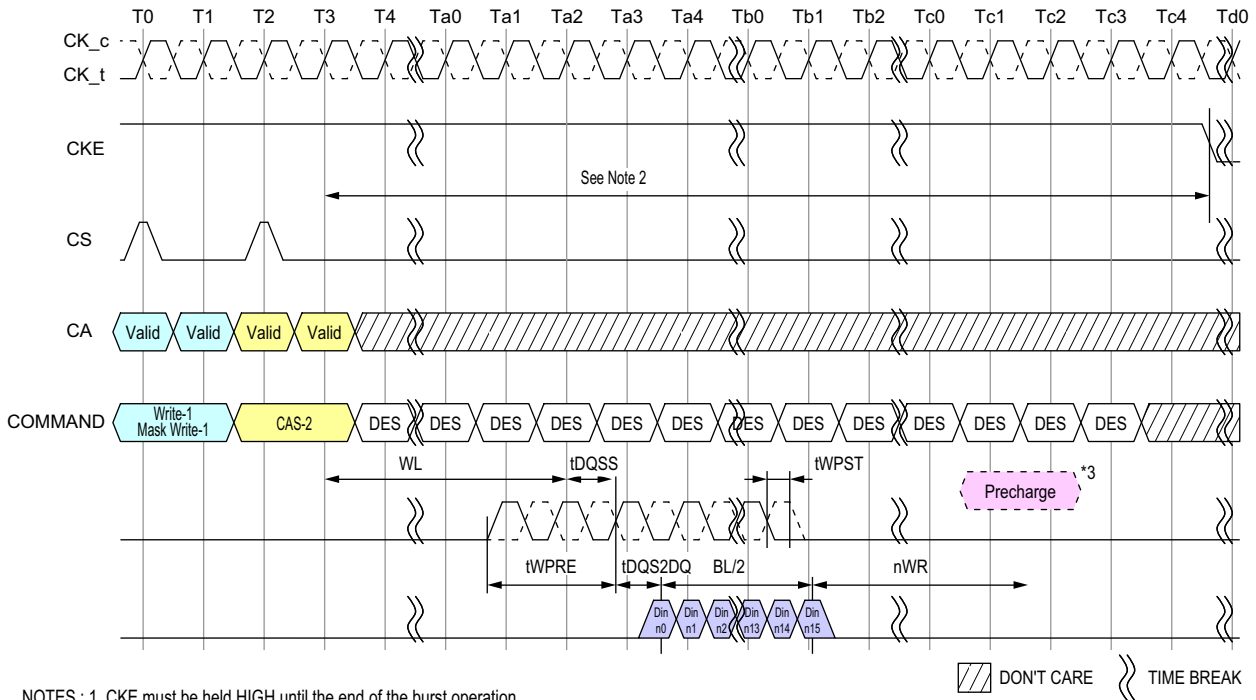 T0 T1 T2 T3 T4 Ta0 Ta1 Ta2 Ta3 Ta4 Tb0 Tb1 Tb2 Tc0 Tc1 Tc2 Tc3 Tc4 Td0
CK_c
CK_t
CKE
See Note 2
CS
CA Valid Valid Valid Valid
COMMAND Write-1 Mask Write-1 CAS-2 DES DES DES DES DES DES DES DES DES DES DES DES DES
WL tDQSS tWPST
Precharge *3
tWPRE tDQS2DQ BL/2 nWR
Din n0 Din n1 Din n2 Din n13 Din n14 Din n15
DON'T CARE TIME BREAK
NOTES : 1. CKE must be held HIGH until the end of the burst operation.